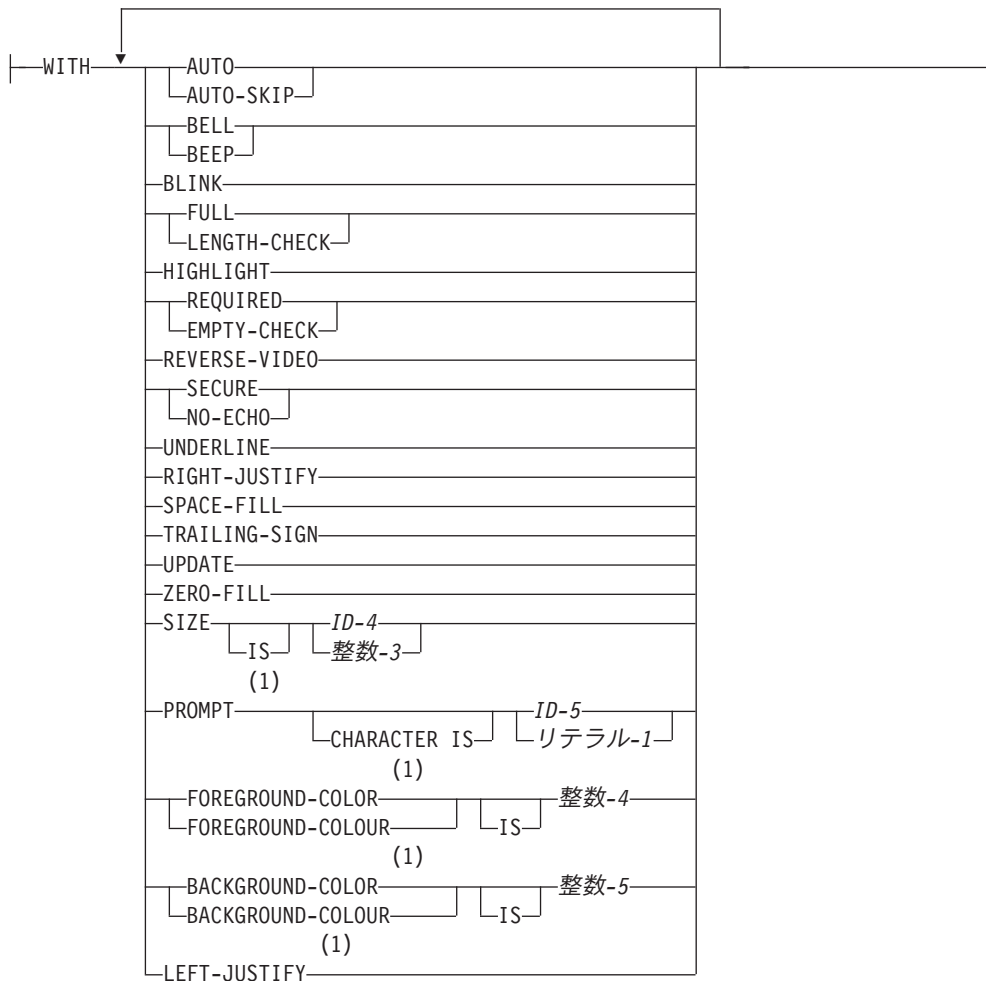 WITH AUTO
AUTO-SKIP
BELL
BEEP
BLINK
FULL
LENGTH-CHECK
HIGHLIGHT
REQUIRED
EMPTY-CHECK
REVERSE-VIDEO
SECURE
NO-ECHO
UNDERLINE
RIGHT-JUSTIFY
SPACE-FILL
TRAILING-SIGN
UPDATE
ZERO-FILL
SIZE ID-4
IS 整数-3
(1)
PROMPT ID-5
CHARACTER IS リテラル-1
(1)
FOREGROUND-COLOR 整数-4
FOREGROUND-COLOUR IS
(1)
BACKGROUND-COLOR 整数-5
BACKGROUND-COLOUR IS
(1)
LEFT-JUSTIFY